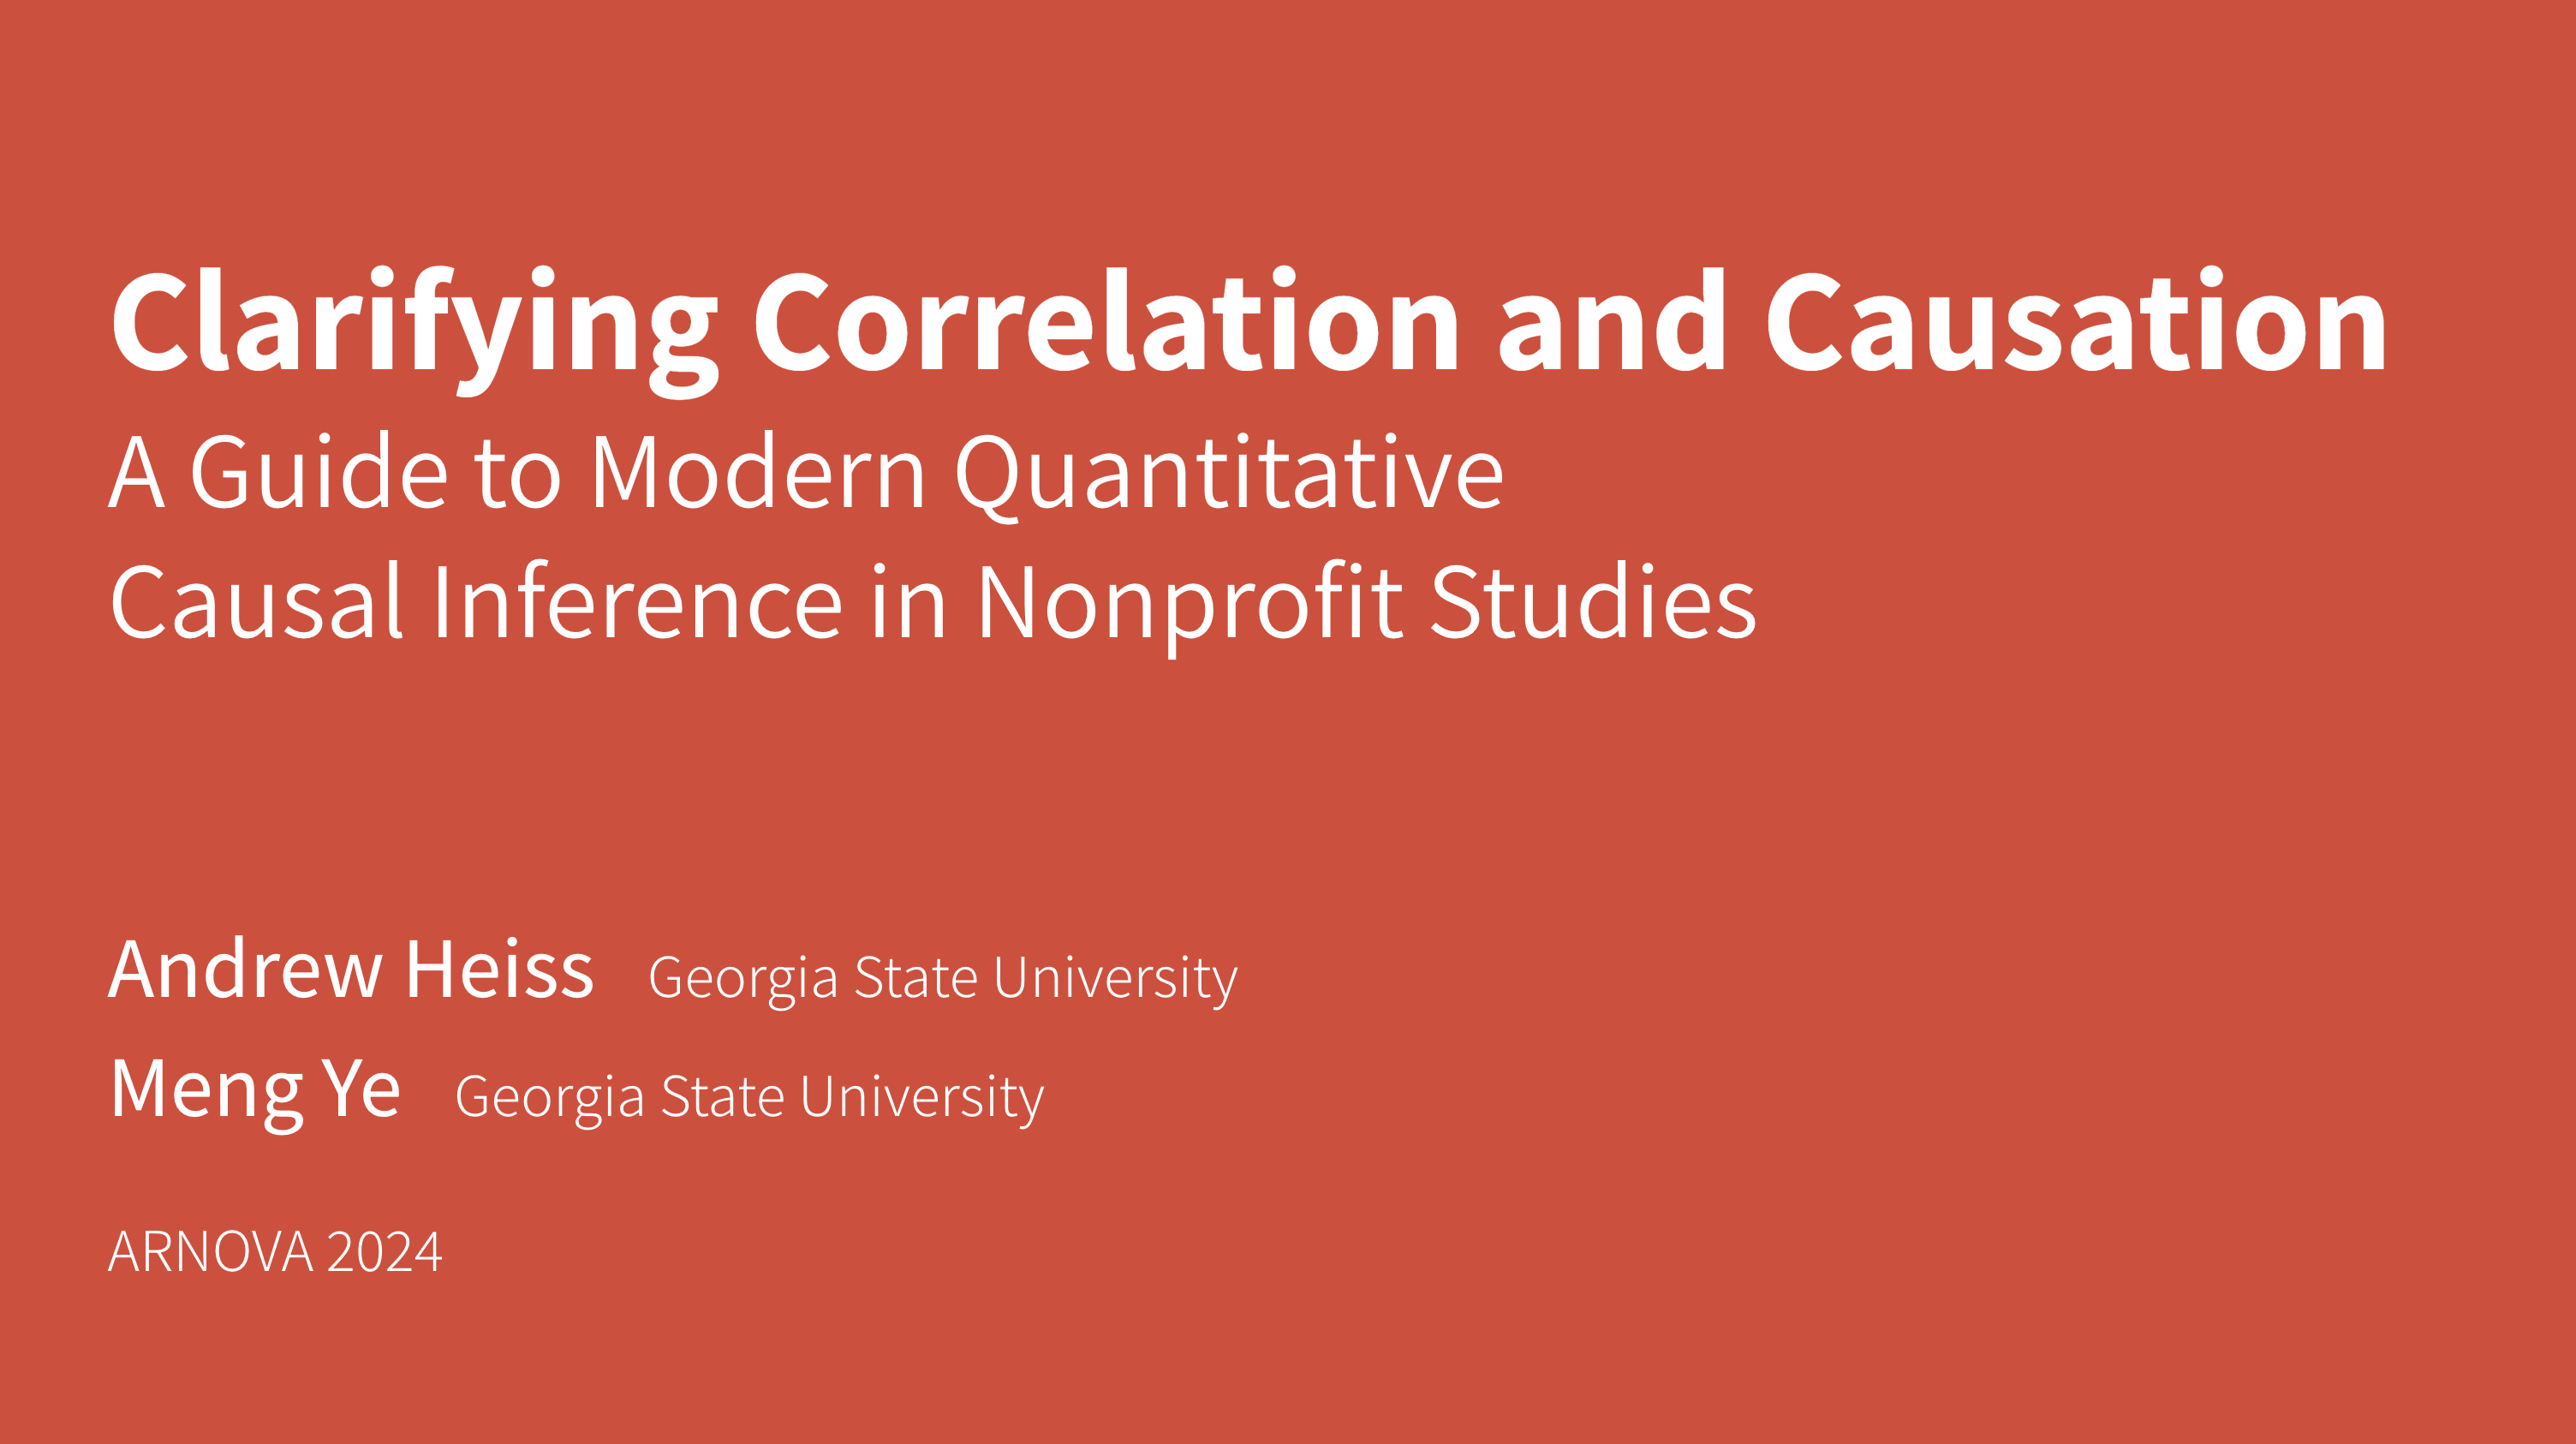 Clarifying Correlation and Causation
A Guide to Modern Quantitative
Causal Inference in Nonprofit Studies
Andrew Heiss Georgia State University
Meng Ye Georgia State University
ARNOVA 2024